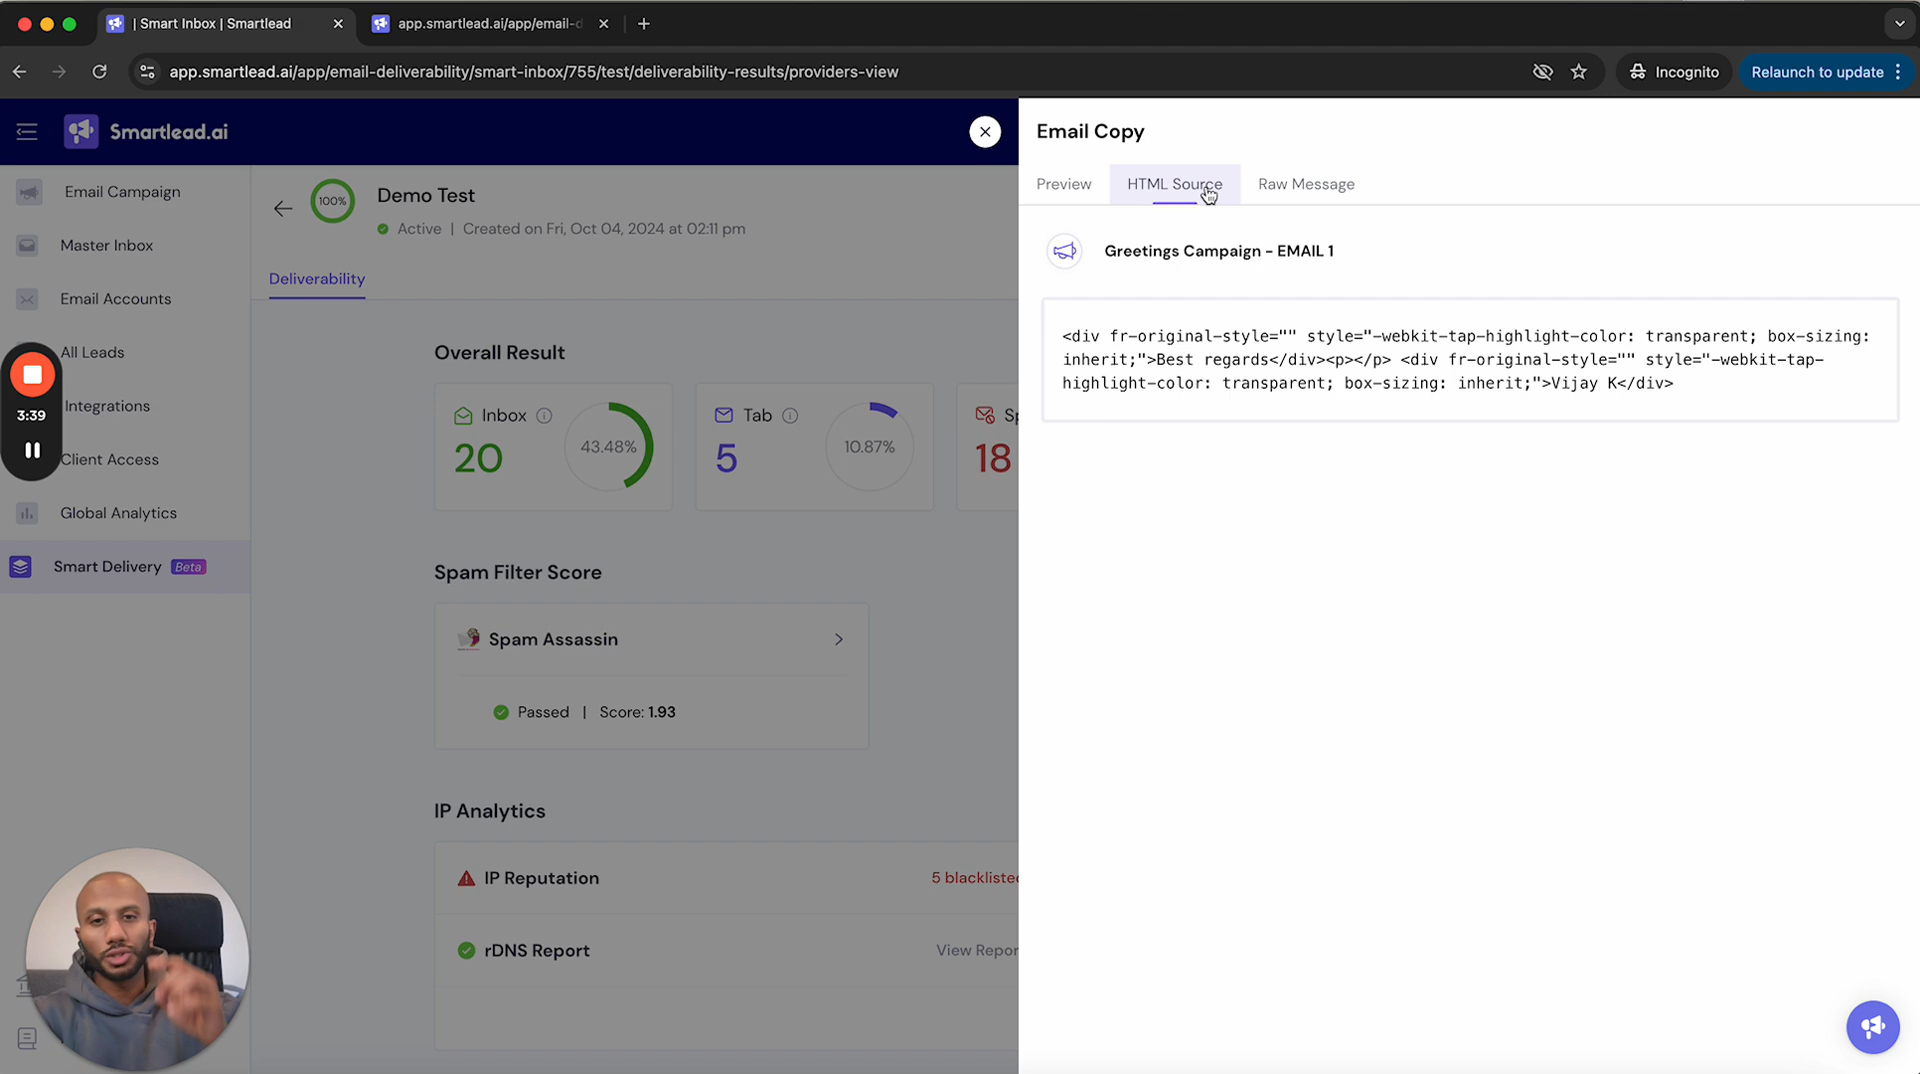 | Smart Inbox | Smartlead
app.smartlead.ai/app/email-d
app.smartlead.ai/app/email-deliverability/smart-inbox/755/test/deliverability-results/providers-view
Incognito
Relaunch to update
Smartlead.ai
Email Campaign
Master Inbox
Email Accounts
All Leads
3:39
Integrations
Client Access
Global Analytics
Smart Delivery Beta
100%
Demo Test
Active | Created on Fri, Oct 04, 2024 at 02:11 pm
Deliverability
Overall Result
Inbox
20
43.48%
Tab
5
10.87%
Sp
18
Spam Filter Score
Spam Assassin
Passed | Score: 1.93
IP Analytics
IP Reputation
5 blackliste
rDNS Report
View Repor
Email Copy
Preview
HTML Source
Raw Message
Greetings Campaign - EMAIL 1
<div fr-original-style="" style="-webkit-tap-highlight-color: transparent; box-sizing:
inherit;">Best regards</div><p></p> <div fr-original-style="" style="-webkit-tap-
highlight-color: transparent; box-sizing: inherit;">Vijay K</div>